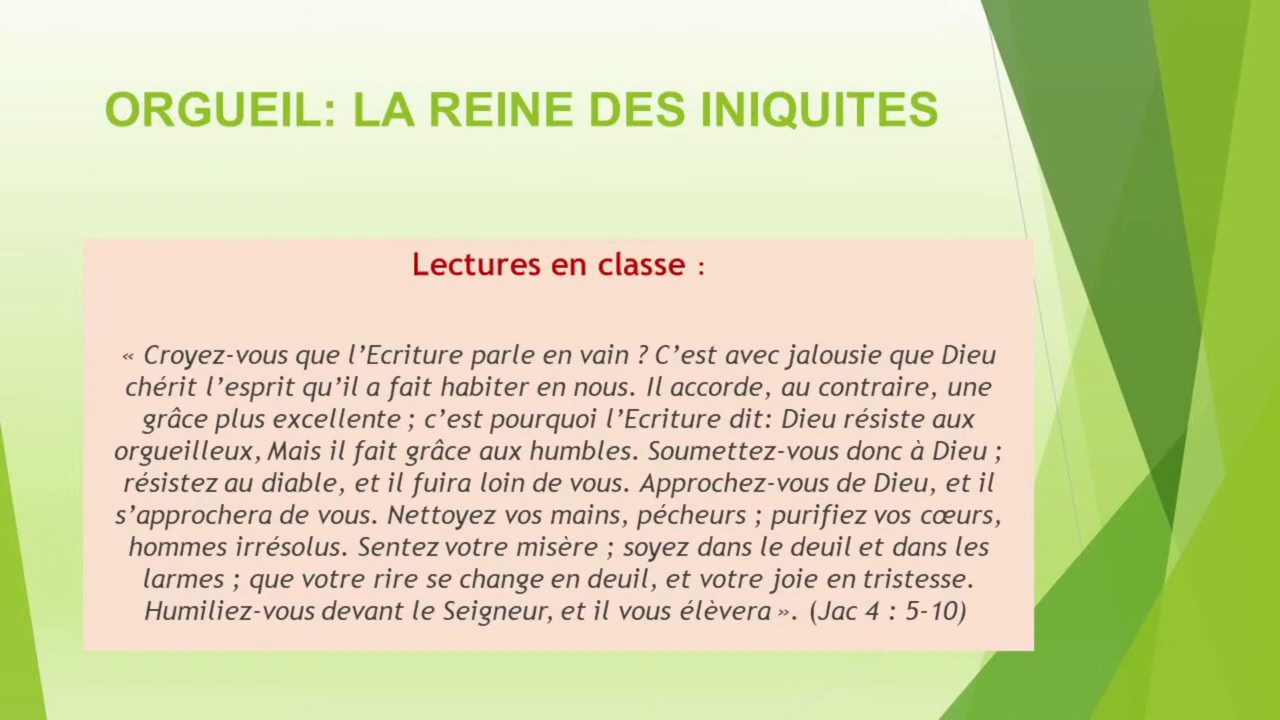 ORGUEIL: LA REINE DES INIQUITES
Lectures en classe :
« Croyez-vous que l’Ecriture parle en vain ? C’est avec jalousie que Dieu
chérit l’esprit qu’il a fait habiter en nous. Il accorde, au contraire, une
grâce plus excellente ; c’est pourquoi l’Ecriture dit: Dieu résiste aux
orgueilleux, Mais il fait grâce aux humbles. Soumettez-vous donc à Dieu ;
résistez au diable, et il fuira loin de vous. Approchez-vous de Dieu, et il
s’approchera de vous. Nettoyez vos mains, pécheurs ; purifiez vos cœurs,
hommes irrésolus. Sentez votre misère ; soyez dans le deuil et dans les
larmes ; que votre rire se change en deuil, et votre joie en tristesse.
Humiliez-vous devant le Seigneur, et il vous élèvera ». (Jac 4 : 5-10)